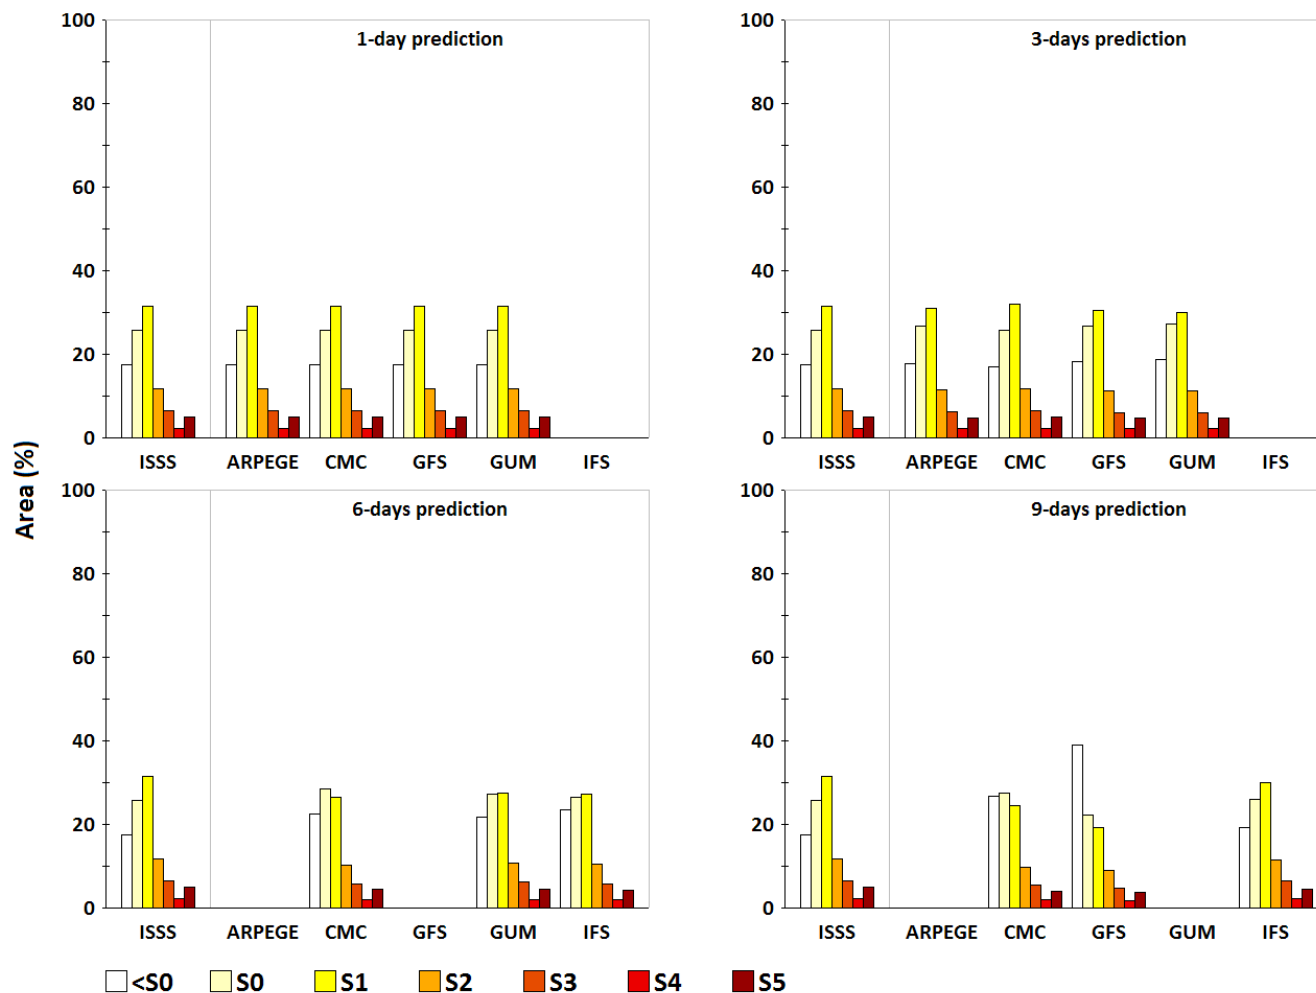 Area (%)
1-day prediction
100
80
60
40
20
0
ISSS ARPEGE CMC GFS GUM IFS
3-days prediction
100
80
60
40
20
0
ISSS ARPEGE CMC GFS GUM IFS
6-days prediction
100
80
60
40
20
0
ISSS ARPEGE CMC GFS GUM IFS
9-days prediction
100
80
60
40
20
0
ISSS ARPEGE CMC GFS GUM IFS
<S0 S0 S1 S2 S3 S4 S5